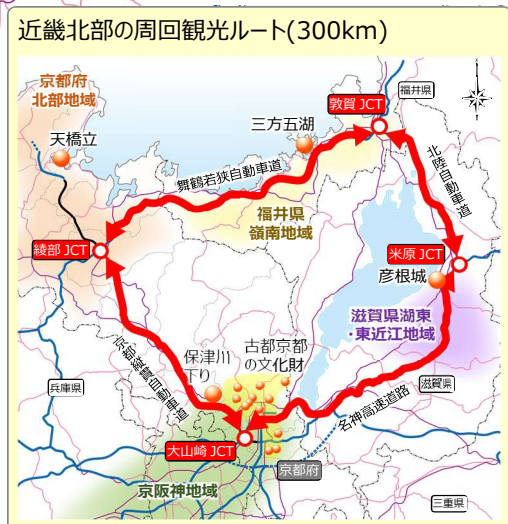 近畿北部の周回観光ルート(300km)
京都府
北部地域
天橋立
三方五湖
敦賀 JCT
福井県
北陸自動車道
舞鶴若狭自動車道
福井県
嶺南地域
綾部 JCT
米原 JCT
彦根城
滋賀県湖東
・東近江地域
京都縦貫自動車道
保津川
下り
古都京都
の文化財
兵庫県
滋賀県
名神高速道路
大山崎 JCT
京都府
京阪神地域
三重県